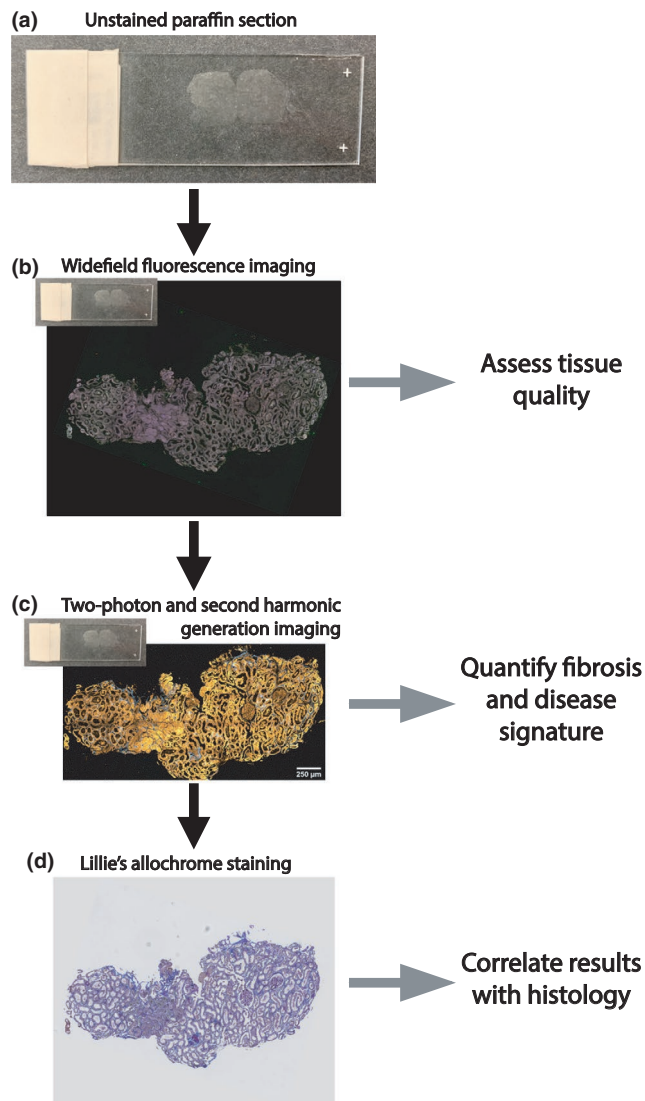 (a)
Unstained paraffin section
(b)
Widefield fluorescence imaging
Assess tissue
quality
(c)
Two-photon and second harmonic
generation imaging
Quantify fibrosis
and disease
signature
250 µm
(d)
Lillie's allochrome staining
Correlate results
with histology